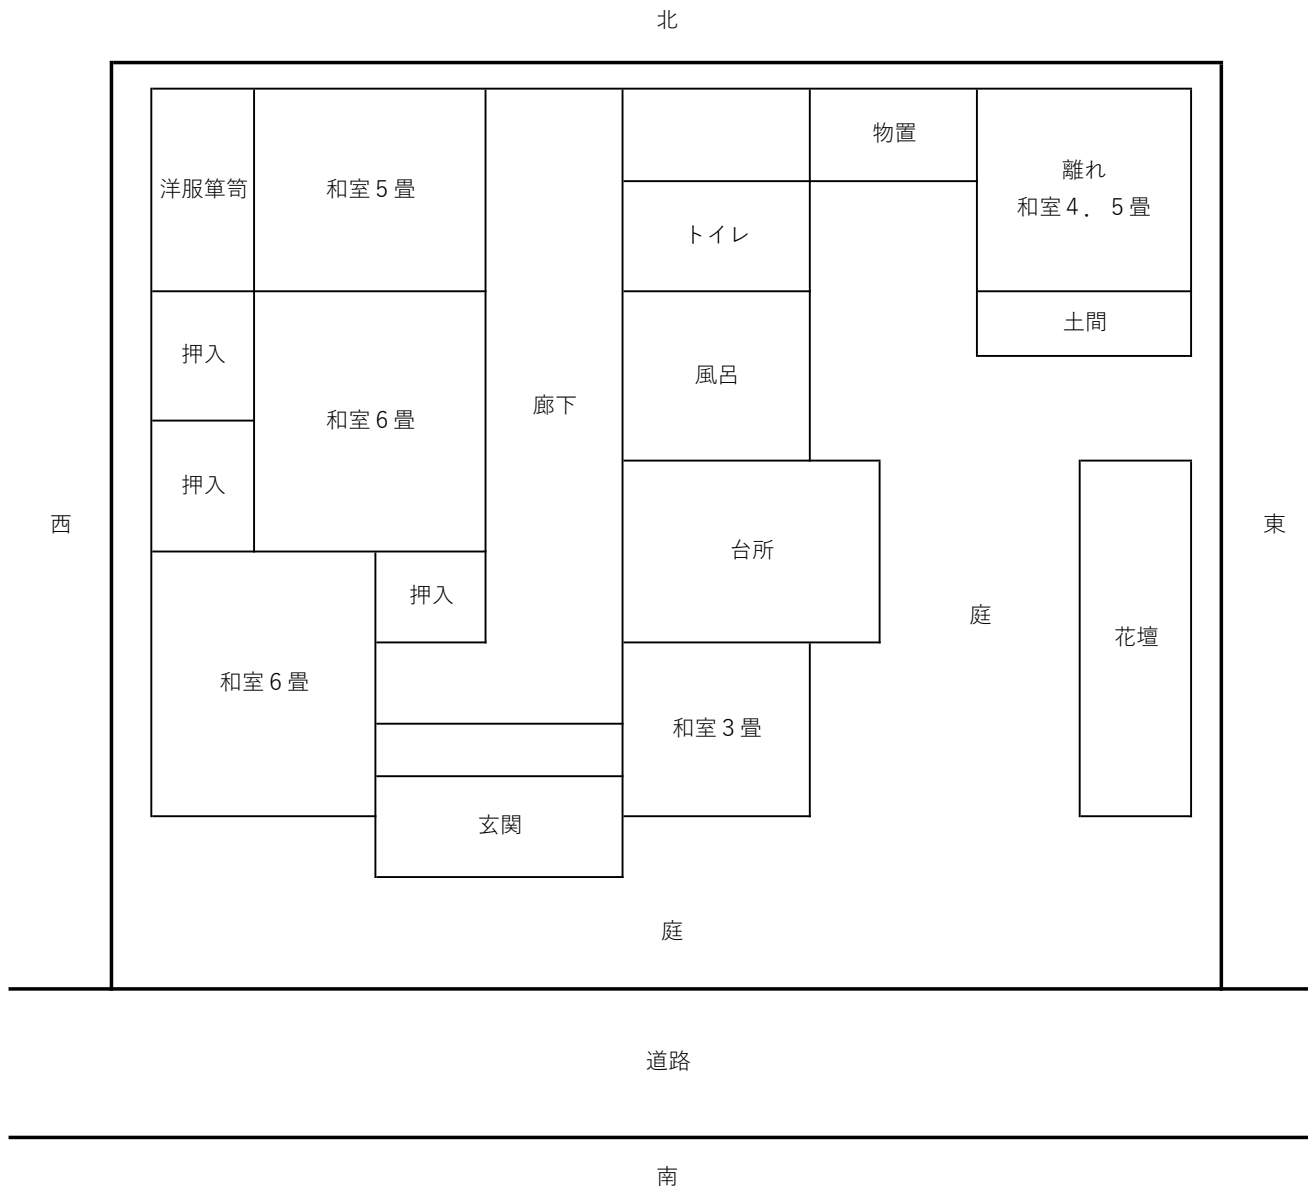 北
物置
離れ
洋服箪笥
和室5畳
和室4．5畳
トイレ
土間
押入
風呂
廊下
和室6畳
押入
西
東
台所
押入
庭
花壇
和室6畳
和室3畳
玄関
庭
道路
南